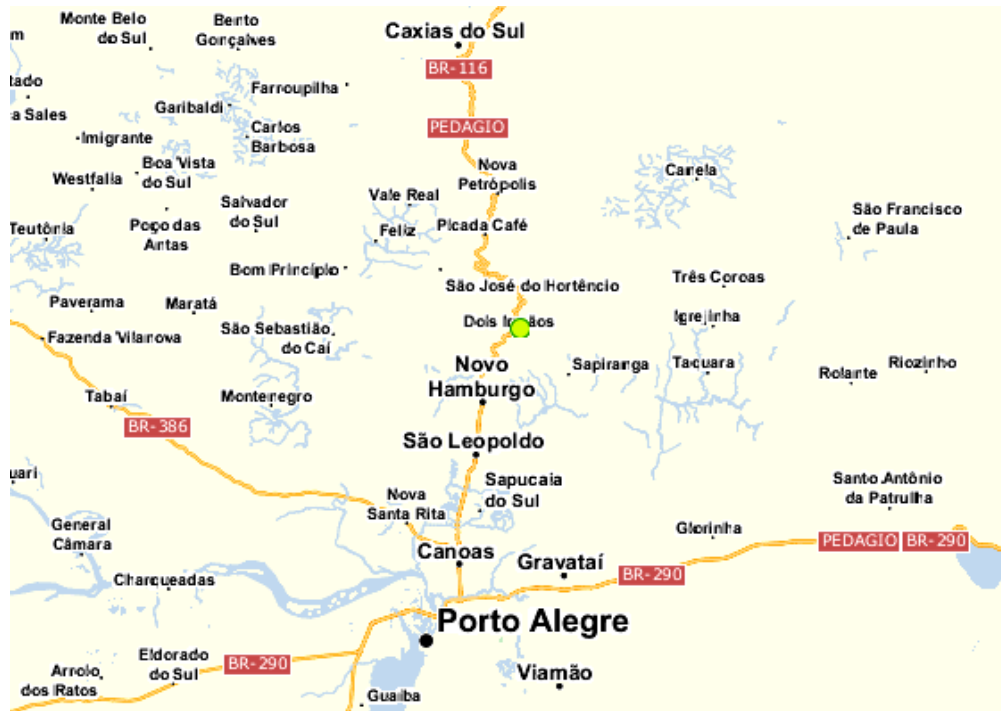 Monte Belo
do Sul
Bento
Gonçalves
Caxias do Sul
BR-116
Farroupilha
Garibaldi
a Sales
Imigrante
Carlos
Barbosa
PEDAGIO
Boa Vista
do Sul
Westfalia
Nova
Petrópolis
Canela
Vale Real
Salvador
do Sul
Poço das
Antas
Teutônia
Feliz
Picada Café
São Francisco
de Paula
Bom Princípio
São José do Hortêncio
Três Coroas
Paverama
Maratá
Fazenda Vilanova
São Sebastião
do Caí
Igrejinha
Novo
Hamburgo
Sapiranga
Taquara
Rolante
Riozinho
Tabaí
Montenegro
BR-386
São Leopoldo
Sapucaia
do Sul
Nova
Santa Rita
Santo Antônio
da Patrulha
General
Câmara
Glorinha
PEDAGIO
BR-290
Canoas
Gravataí
BR-290
Charqueadas
Porto Alegre
Eldorado
do Sul
BR-290
Arroio
dos Ratos
Viamão
Guaíba
Dois